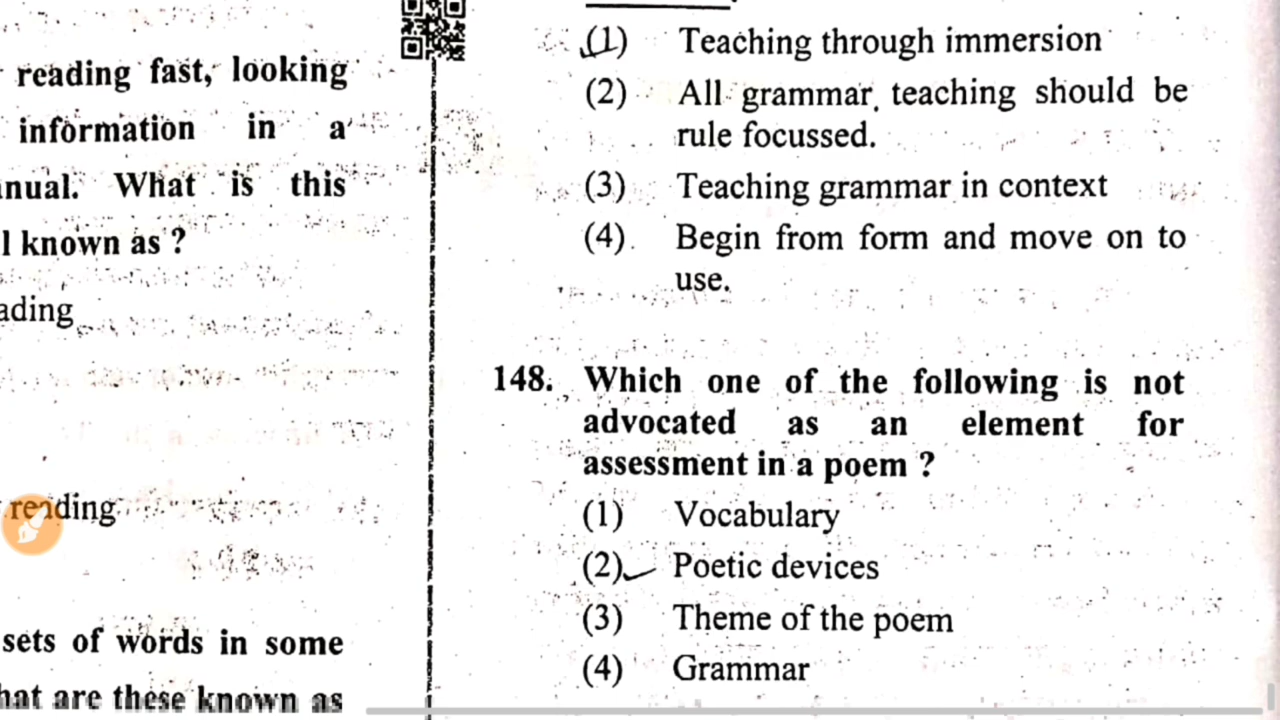 reading fast, looking
information in a
anual. What is this
l known as ?
ading
reading
sets of words in some
hat are these known as
(1) Teaching through immersion
(2) All grammar teaching should be
rule focussed.
(3) Teaching grammar in context
(4) Begin from form and move on to
use.
148. Which one of the following is not
advocated as an element for
assessment in a poem ?
(1) Vocabulary
(2) Poetic devices
(3) Theme of the poem
(4) Grammar